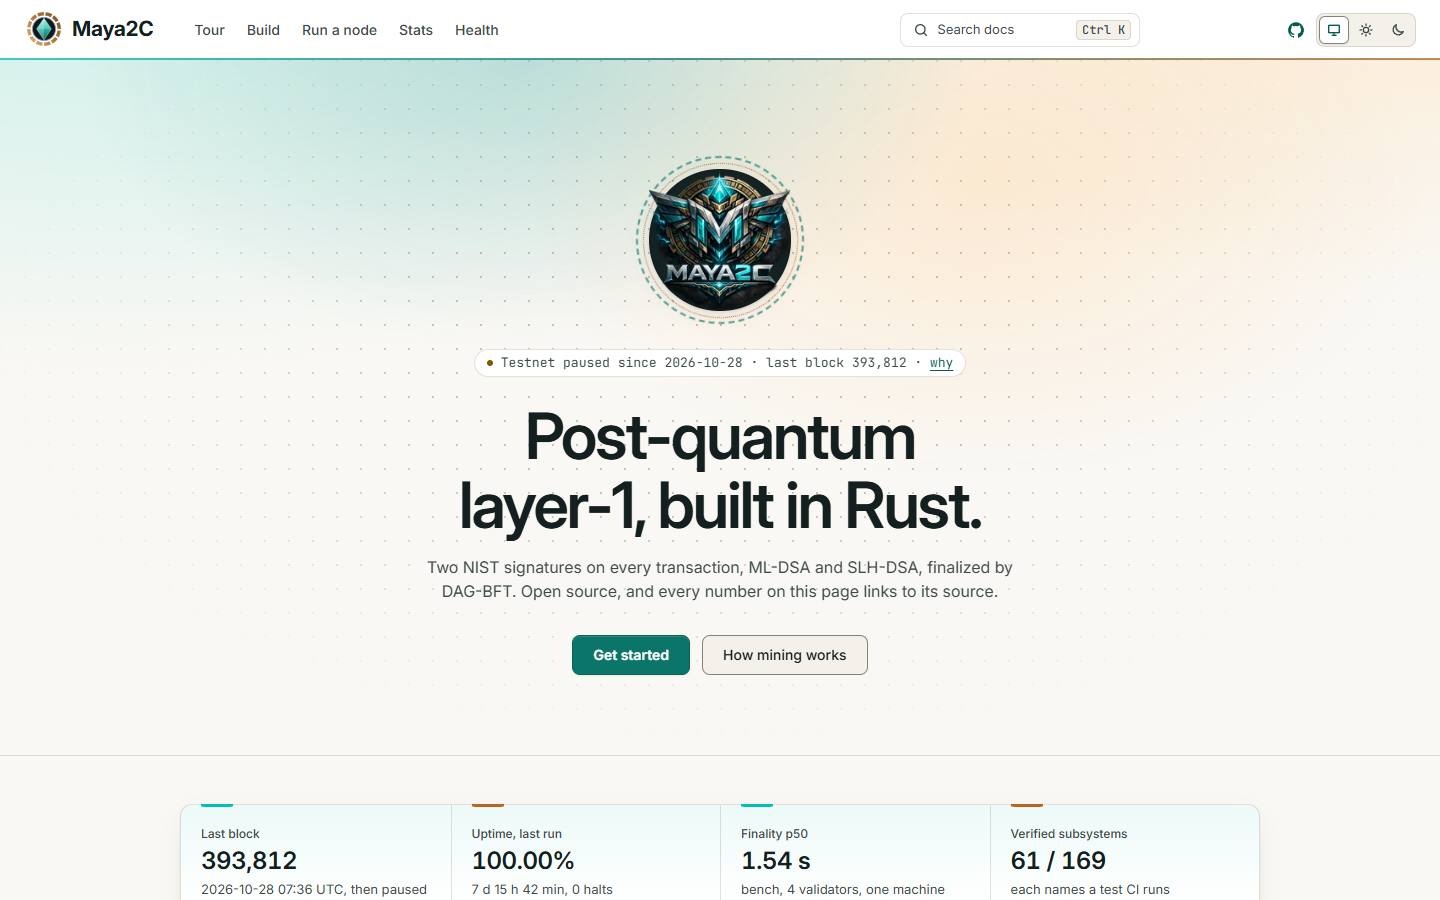 Maya2C
Tour
Build
Run a node
Stats
Health
Search docs
Ctrl K
MAYA2C
Testnet paused since 2026-10-28 · last block 393,812 · why
Post-quantum
layer-1, built in Rust.
Two NIST signatures on every transaction, ML-DSA and SLH-DSA, finalized by
DAG-BFT. Open source, and every number on this page links to its source.
Get started
How mining works
Last block
393,812
2026-10-28 07:36 UTC, then paused
Uptime, last run
100.00%
7 d 15 h 42 min, 0 halts
Finality p50
1.54 s
bench, 4 validators, one machine
Verified subsystems
61 / 169
each names a test CI runs